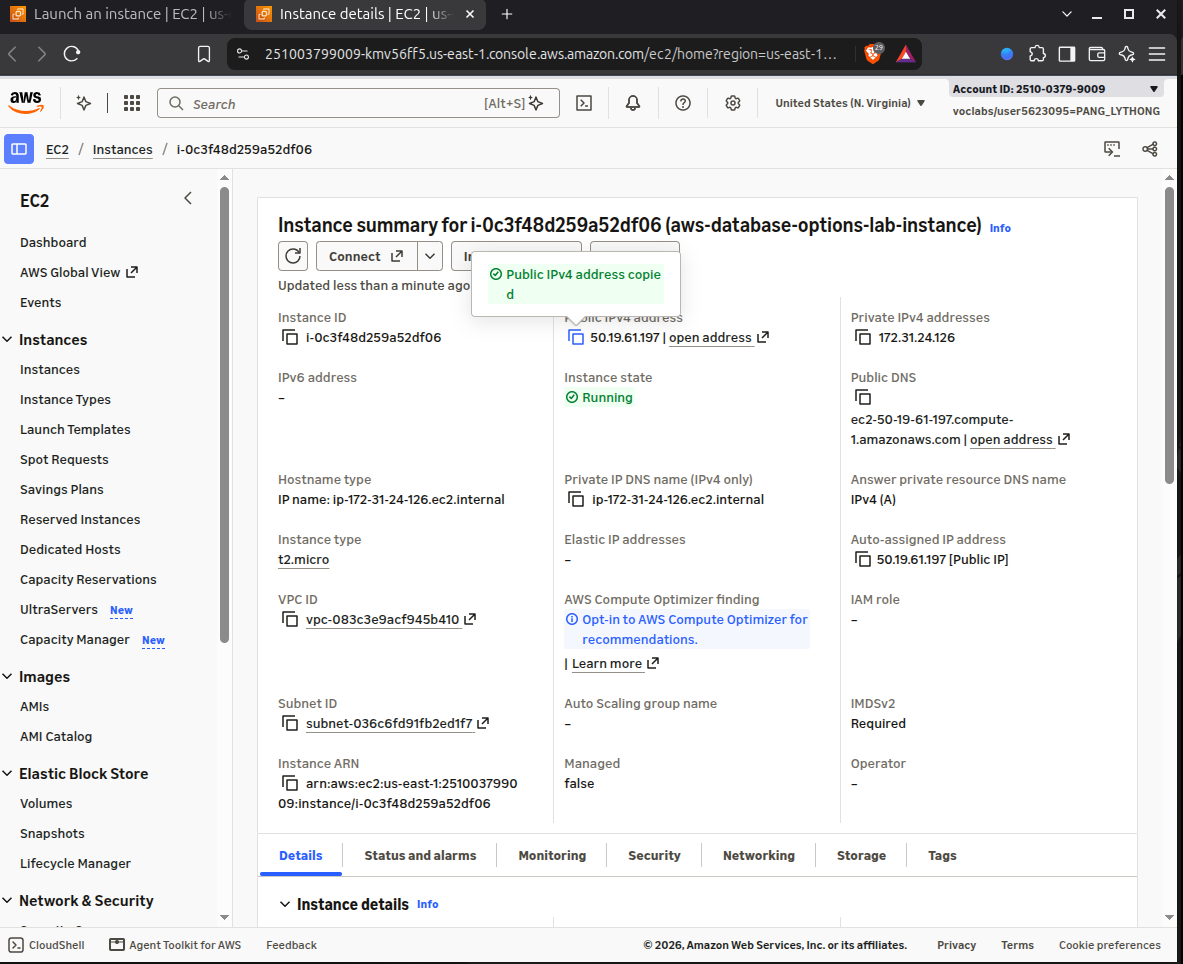 Launch an instance | EC2 | us-
Instance details | EC2 | us-
251003799009-kmv56ff5.us-east-1.console.aws.amazon.com/ec2/home?region=us-east-1...
29
aws
Search
[Alt+S]
United States (N. Virginia)
Account ID: 2510-0379-9009
voclabs/user5623095=PANG_LYTHONG
EC2 / Instances / i-0c3f48d259a52df06
EC2
Dashboard
AWS Global View
Events
Instances
Instances
Instance Types
Launch Templates
Spot Requests
Savings Plans
Reserved Instances
Dedicated Hosts
Capacity Reservations
UltraServers New
Capacity Manager New
Images
AMIs
AMI Catalog
Elastic Block Store
Volumes
Snapshots
Lifecycle Manager
Network & Security
Instance summary for i-0c3f48d259a52df06 (aws-database-options-lab-instance) Info
Connect
Public IPv4 address copie
d
Updated less than a minute ago
Instance ID
i-0c3f48d259a52df06
Public IPv4 address
50.19.61.197 | open address
Private IPv4 addresses
172.31.24.126
IPv6 address
–
Instance state
Running
Public DNS
ec2-50-19-61-197.compute-
1.amazonaws.com | open address
Hostname type
IP name: ip-172-31-24-126.ec2.internal
Private IP DNS name (IPv4 only)
ip-172-31-24-126.ec2.internal
Answer private resource DNS name
IPv4 (A)
Instance type
t2.micro
Elastic IP addresses
–
Auto-assigned IP address
50.19.61.197 [Public IP]
VPC ID
vpc-083c3e9acf945b410
AWS Compute Optimizer finding
Opt-in to AWS Compute Optimizer for
recommendations.
| Learn more
IAM role
–
Subnet ID
subnet-036c6fd91fb2ed1f7
Auto Scaling group name
–
IMDSv2
Required
Instance ARN
arn:aws:ec2:us-east-1:2510037990
09:instance/i-0c3f48d259a52df06
Managed
false
Operator
–
Details
Status and alarms
Monitoring
Security
Networking
Storage
Tags
Instance details Info
CloudShell
Agent Toolkit for AWS
Feedback
© 2026, Amazon Web Services, Inc. or its affiliates.
Privacy
Terms
Cookie preferences